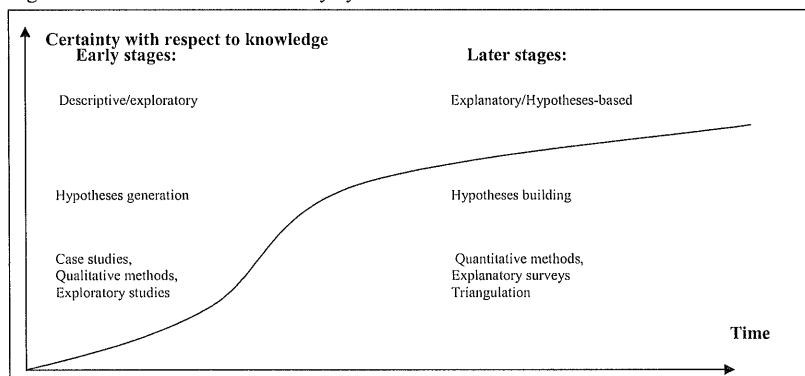 Certainty with respect to knowledge
Early stages:
Later stages:
Descriptive/exploratory
Explanatory/Hypotheses-based
Hypotheses generation
Hypotheses building
Case studies,
Qualitative methods,
Exploratory studies
Quantitative methods,
Explanatory surveys
Triangulation
Time